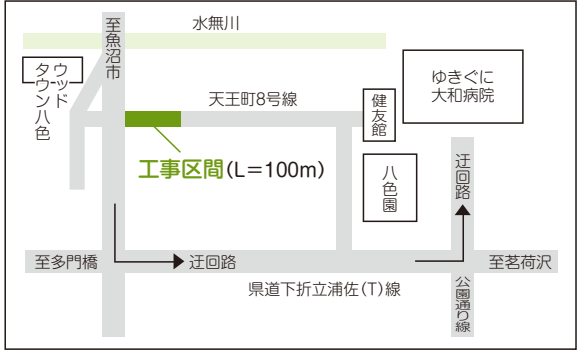 水無川
至魚沼市
ウッド
タウン八色
天王町8号線
健友館
ゆきぐに
大和病院
工事区間(L=100m)
八色園
迂回路
至多門橋
迂回路
至茗荷沢
県道下折立浦佐(T)線
公園通り線